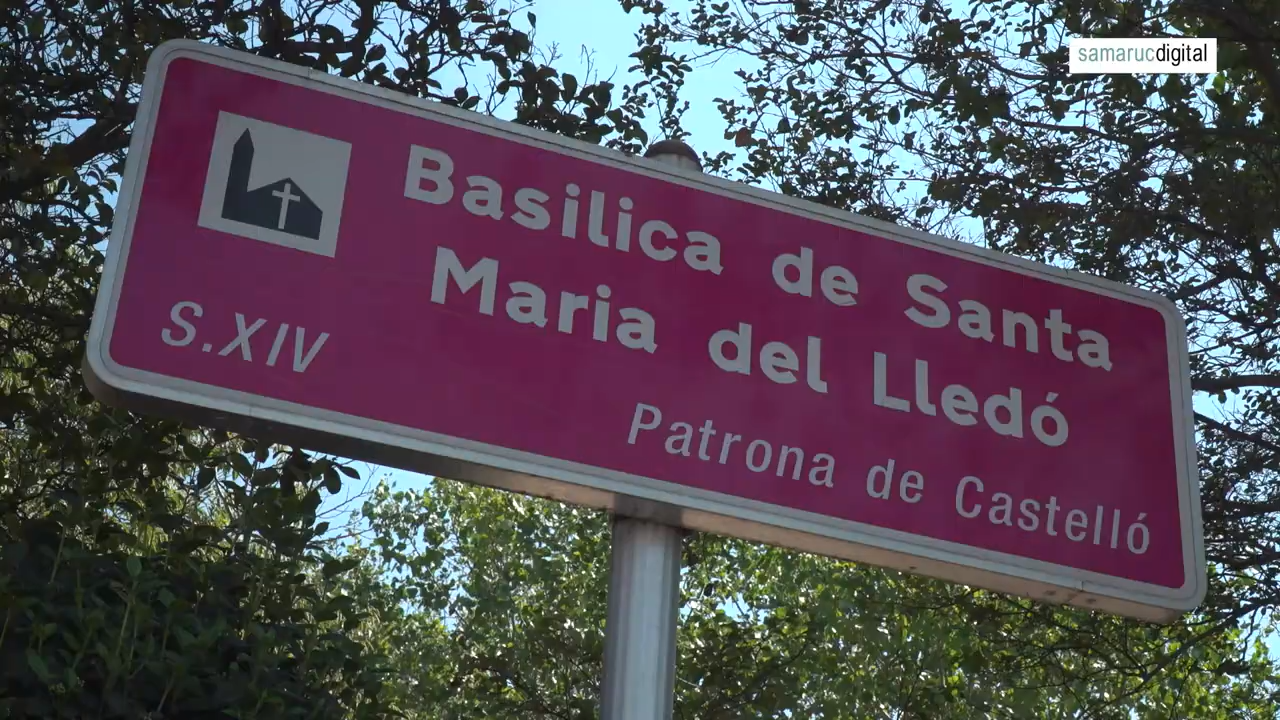 samarucdigital
Basilica de Santa
Maria del Lledó
S.XIV
Patrona de Castelló